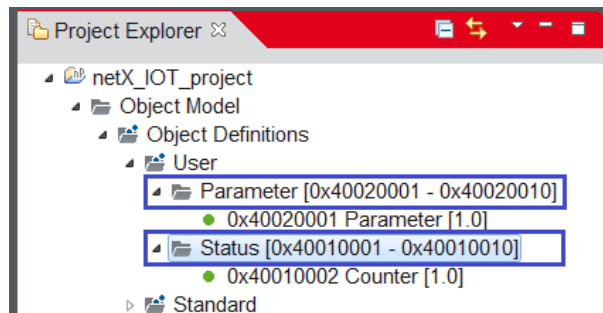 Project Explorer
netX_IOT_project
Object Model
Object Definitions
User
Parameter [0x40020001 - 0x40020010]
0x40020001 Parameter [1.0]
Status [0x40010001 - 0x40010010]
0x40010002 Counter [1.0]
Standard